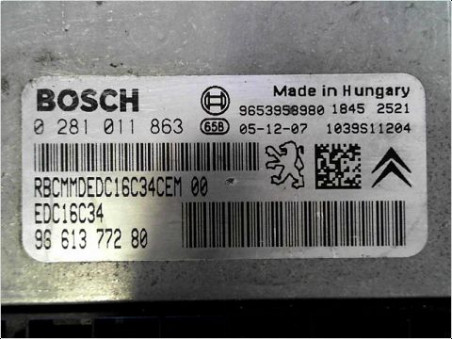 BOSCH
Made in Hungary
9653958980 1845 2521
0 281 011 863 658 05-12-07 1039S11204
RBCMMDEDC16C34CEM 00
EDC16C34
96 613 772 80